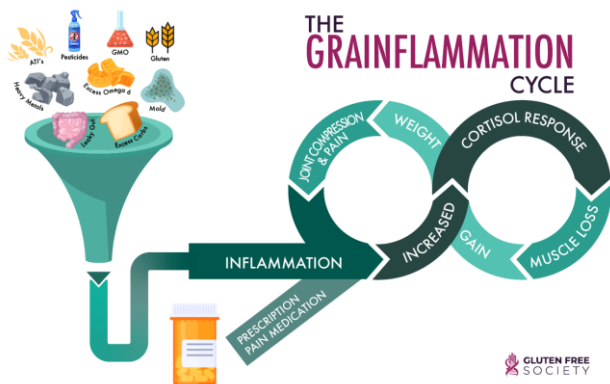 THE
GRAINFLAMMATION
CYCLE
ATI's
Pesticides
GMO
Gluten
Heavy Metals
Excess Omega 6
Mold
Leaky Gut
Excess Carbs
INFLAMMATION
PRESCRIPTION
PAIN MEDICATION
INCREASED
CORTISOL RESPONSE
MUSCLE LOSS
WEIGHT
GAIN
JOINT COMPRESSION
& PAIN
GLUTEN FREE
SOCIETY